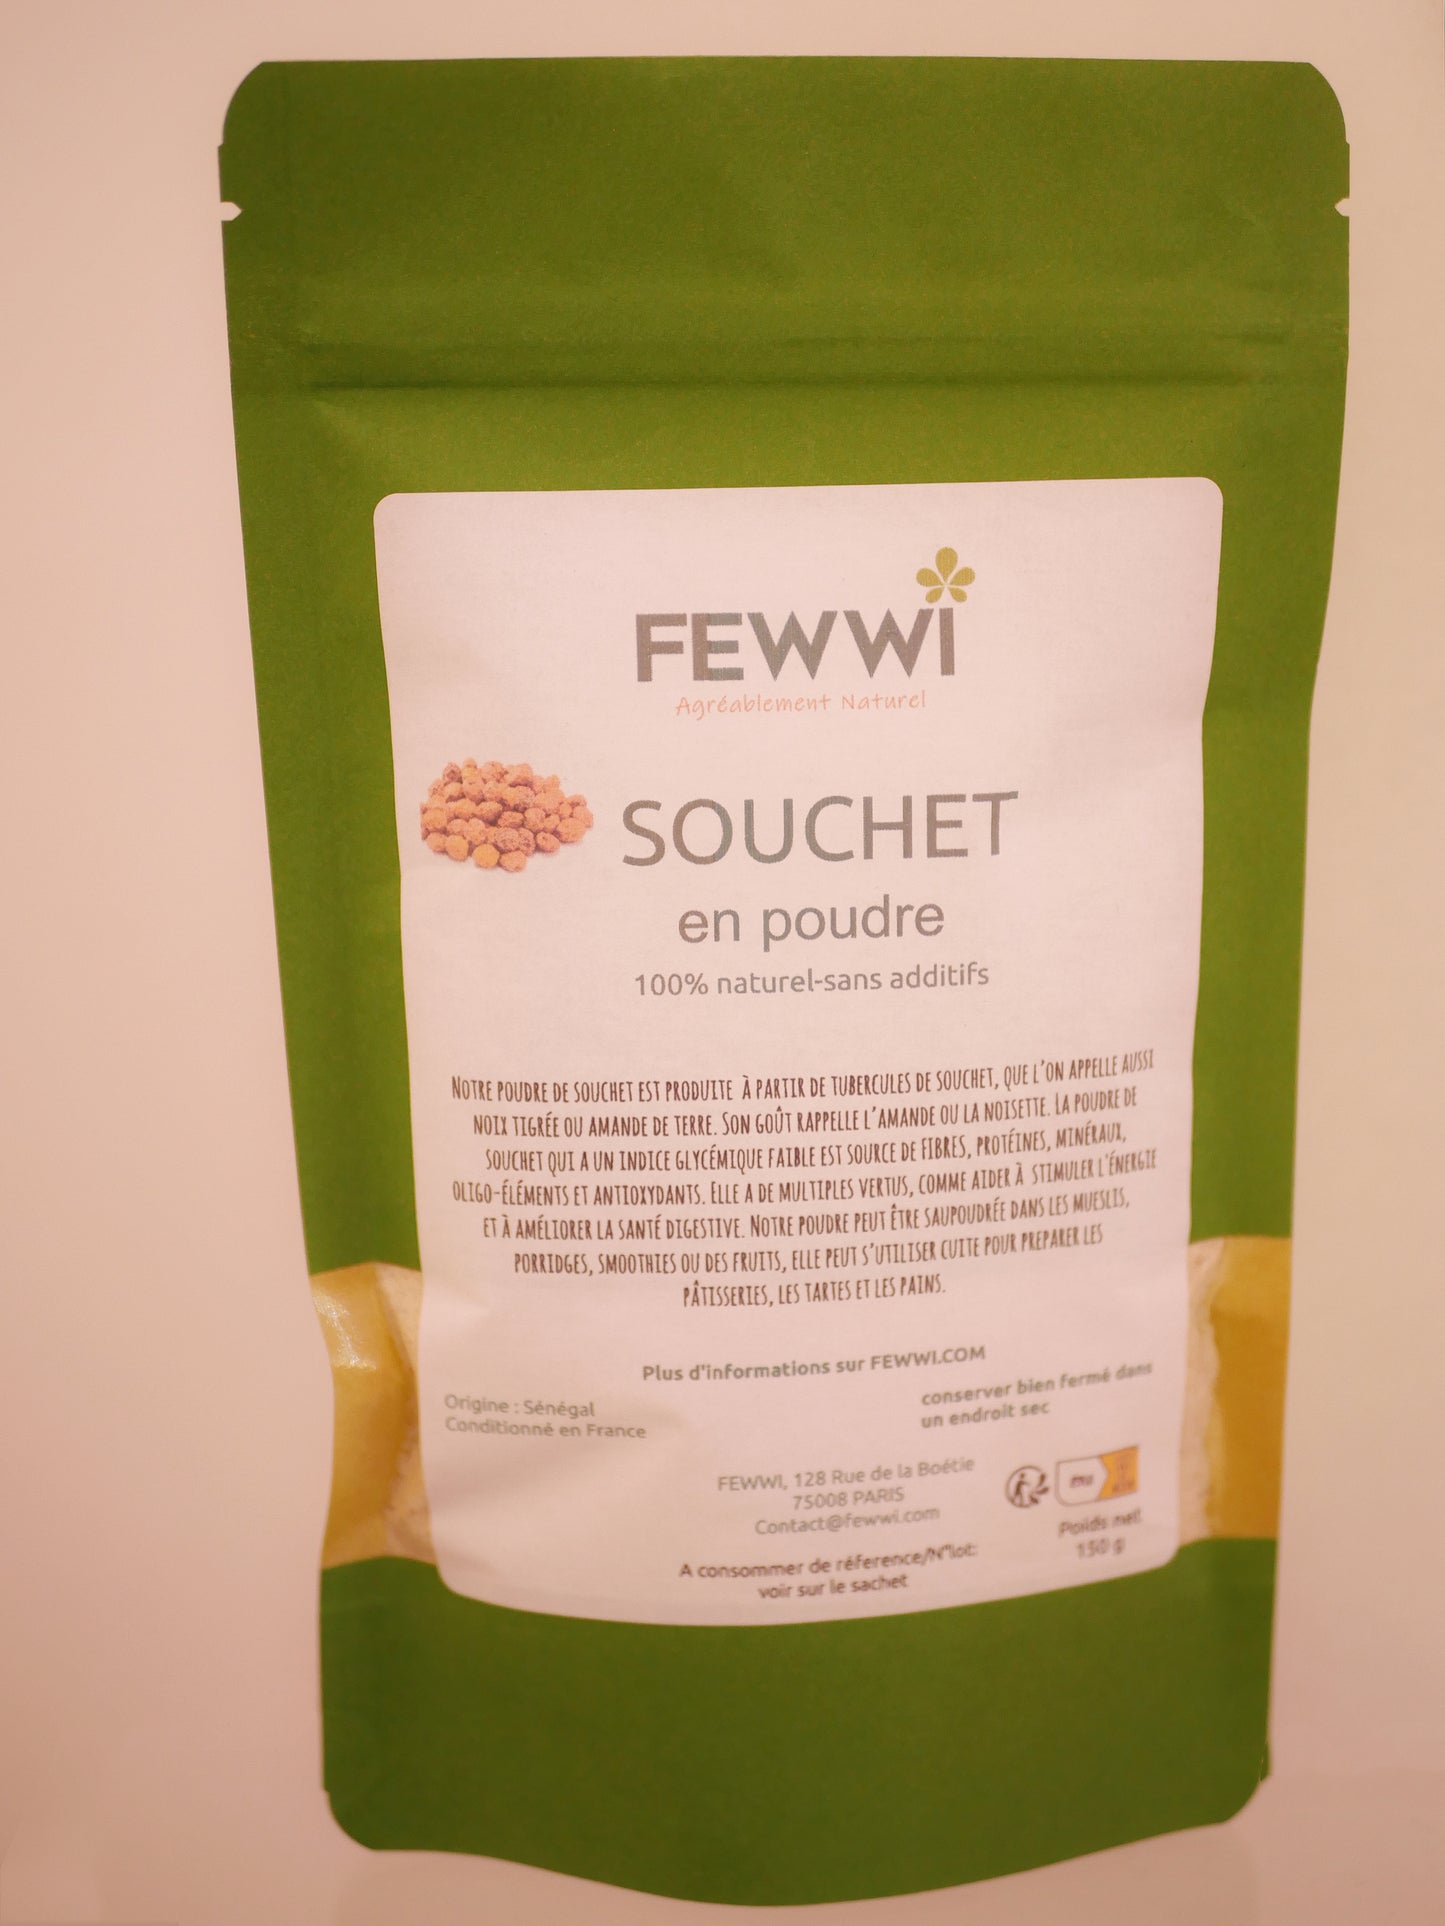 FEWWI
Agréablement Naturel
SOUCHET
en poudre
100% naturel-sans additifs
NOTRE POUDRE DE SOUCHET EST PRODUITE À PARTIR DE TUBERCULES DE SOUCHET, QUE L'ON APPELLE AUSSI
NOIX TIGRÉE OU AMANDE DE TERRE. SON GOÛT RAPPELLE L'AMANDE OU LA NOISETTE. LA POUDRE DE
SOUCHET QUI A UN INDICE GLYCÉMIQUE FAIBLE EST SOURCE DE FIBRES, PROTÉINES, MINÉRAUX,
OLIGO-ÉLÉMENTS ET ANTIOXYDANTS. ELLE A DE MULTIPLES VERTUS, COMME AIDER À STIMULER L'ÉNERGIE
ET À AMÉLIORER LA SANTÉ DIGESTIVE. NOTRE POUDRE PEUT ÊTRE SAUPOUDRÉE DANS LES MUESLIS,
PORRIDGES, SMOOTHIES OU DES FRUITS, ELLE PEUT S'UTILISER CUITE POUR PREPARER LES
PÂTISSERIES, LES TARTES ET LES PAINS.
Plus d'informations sur FEWWI.COM
Origine : Sénégal
Conditionné en France
conserver bien fermé dans
un endroit sec
FEWWI, 128 Rue de la Boétie
75008 PARIS
Contact@fewwi.com
Poids net
150 g
A consommer de réference/N°lot:
voir sur le sachet